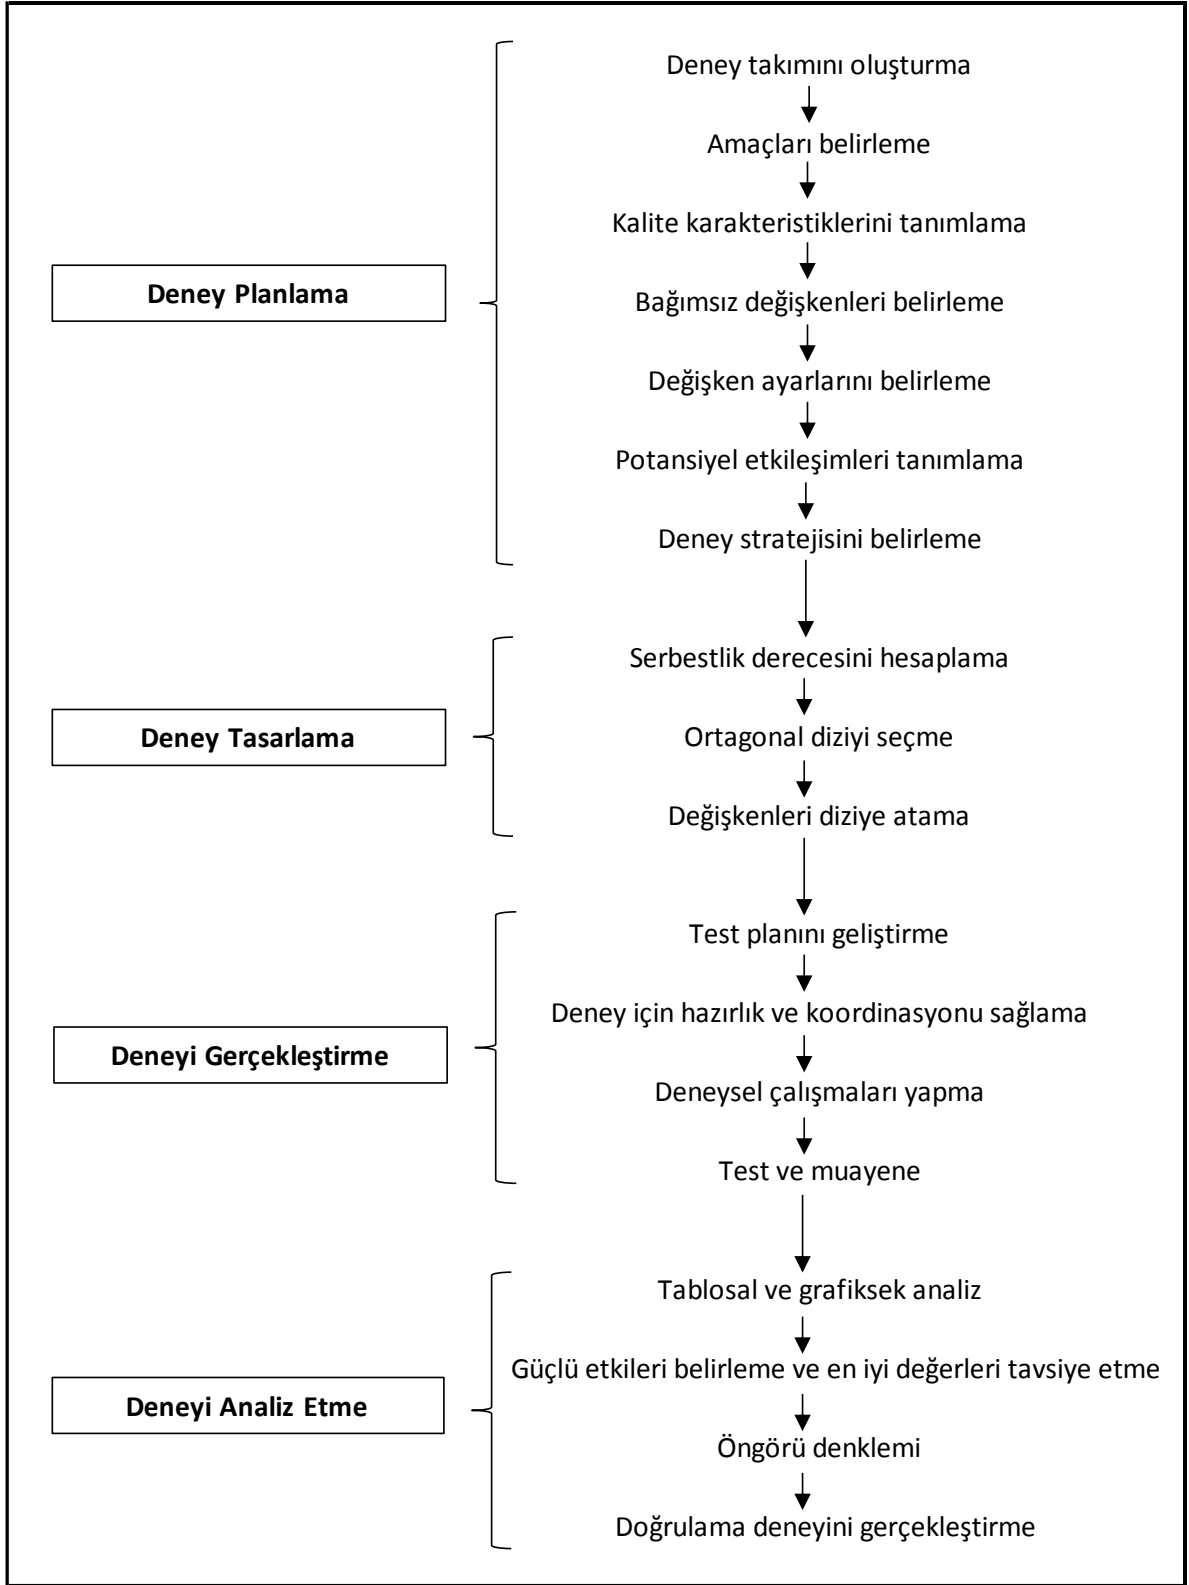 Deney takımını oluşturma
Amaçları belirleme
Kalite karakteristiklerini tanımlama
Deney Planlama
Bağımsız değişkenleri belirleme
Değişken ayarlarını belirleme
Potansiyel etkileşimleri tanımlama
Deney stratejisini belirleme
Serbestlik derecesini hesaplama
Deney Tasarlama
Ortagonal diziyi seçme
Değişkenleri diziye atama
Test planını geliştirme
Deney için hazırlık ve koordinasyonu sağlama
Deneyi Gerçekleştirme
Deneysel çalışmaları yapma
Test ve muayene
Tablosal ve grafiksek analiz
Güçlü etkileri belirleme ve en iyi değerleri tavsiye etme
Deneyi Analiz Etme
Öngörü denklemi
Doğrulama deneyini gerçekleştirme